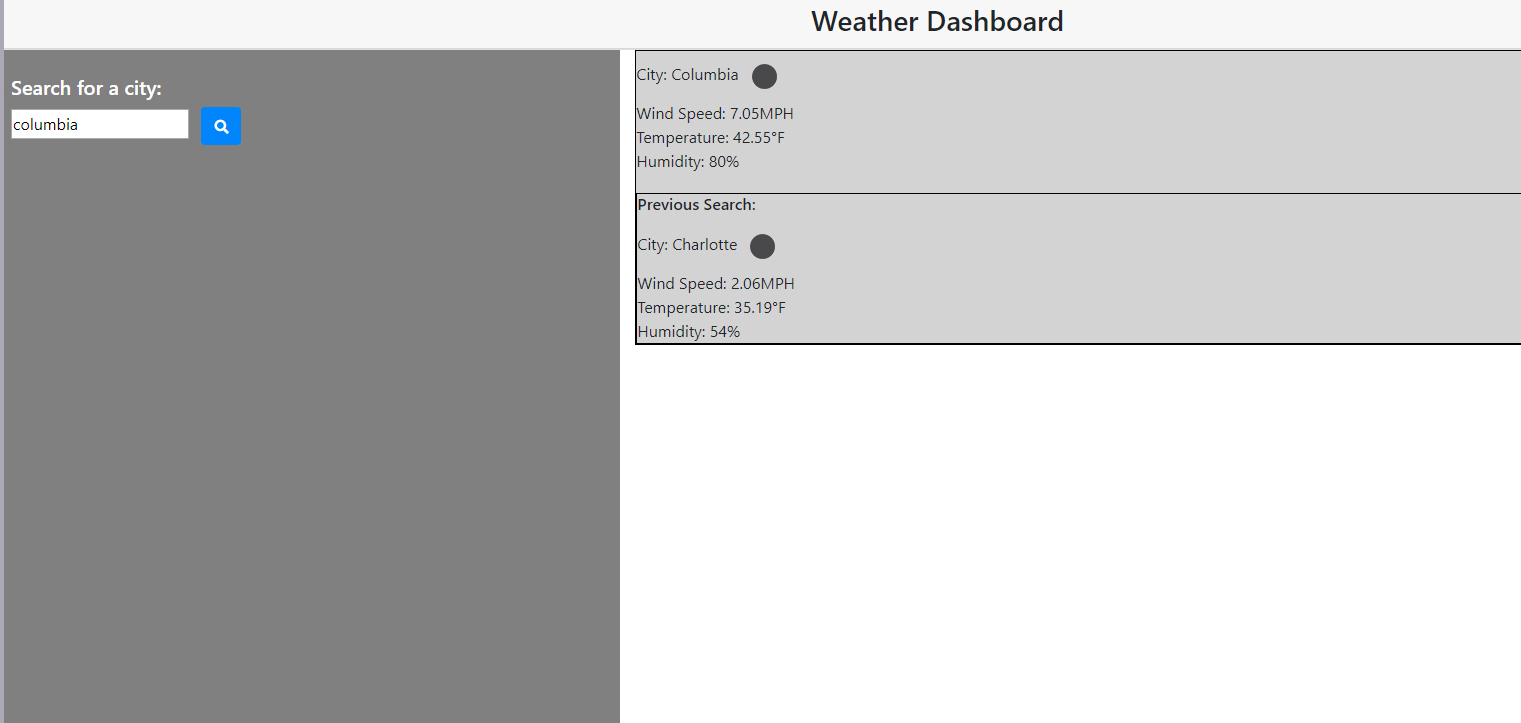 Weather Dashboard
Search for a city:
columbia
City: Columbia
Wind Speed: 7.05MPH
Temperature: 42.55°F
Humidity: 80%
Previous Search:
City: Charlotte
Wind Speed: 2.06MPH
Temperature: 35.19°F
Humidity: 54%